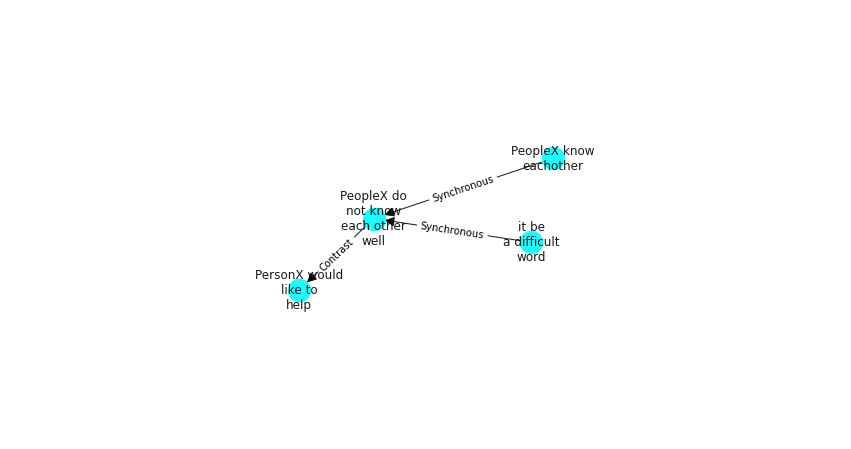 PeopleX know
eachother
Synchronous
PeopleX do
not know
each other
well
Synchronous
it be
a difficult
word
Contrast
PersonX would
like to
help